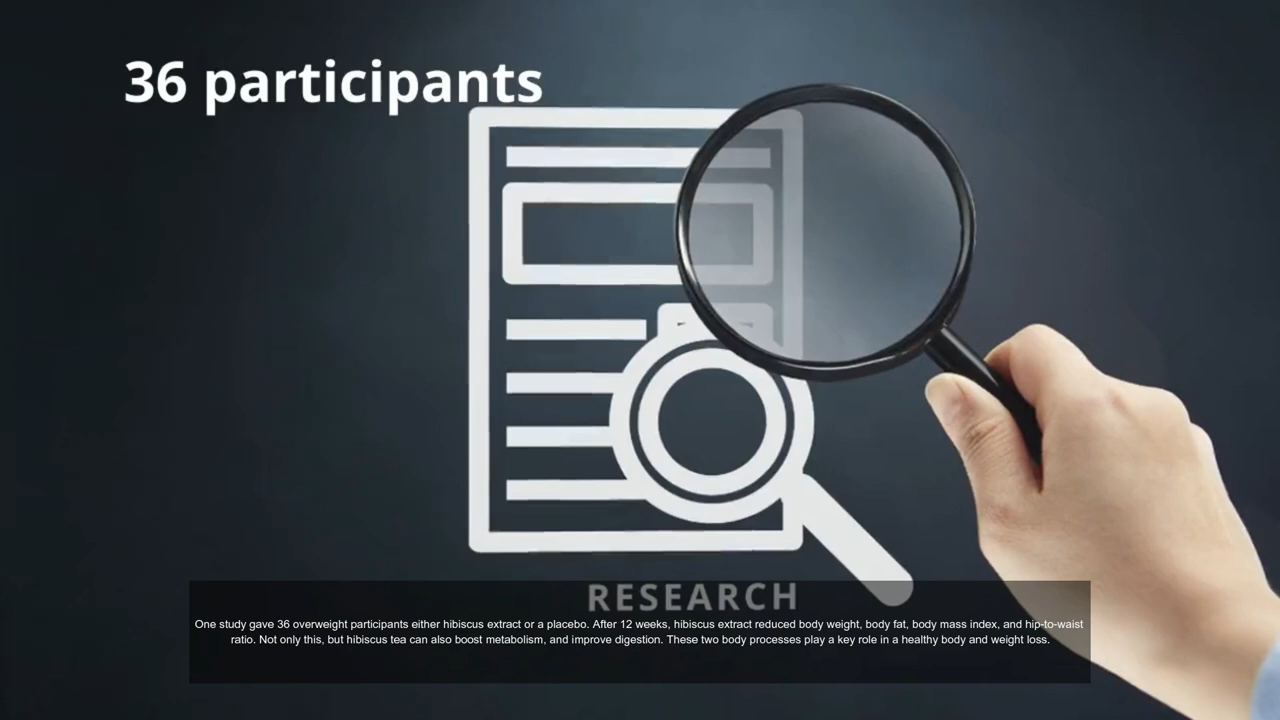 36 participants
RESEARCH
One study gave 36 overweight participants either hibiscus extract or a placebo. After 12 weeks, hibiscus extract reduced body weight, body fat, body mass index, and hip-to-waist
ratio. Not only this, but hibiscus tea can also boost metabolism, and improve digestion. These two body processes play a key role in a healthy body and weight loss.